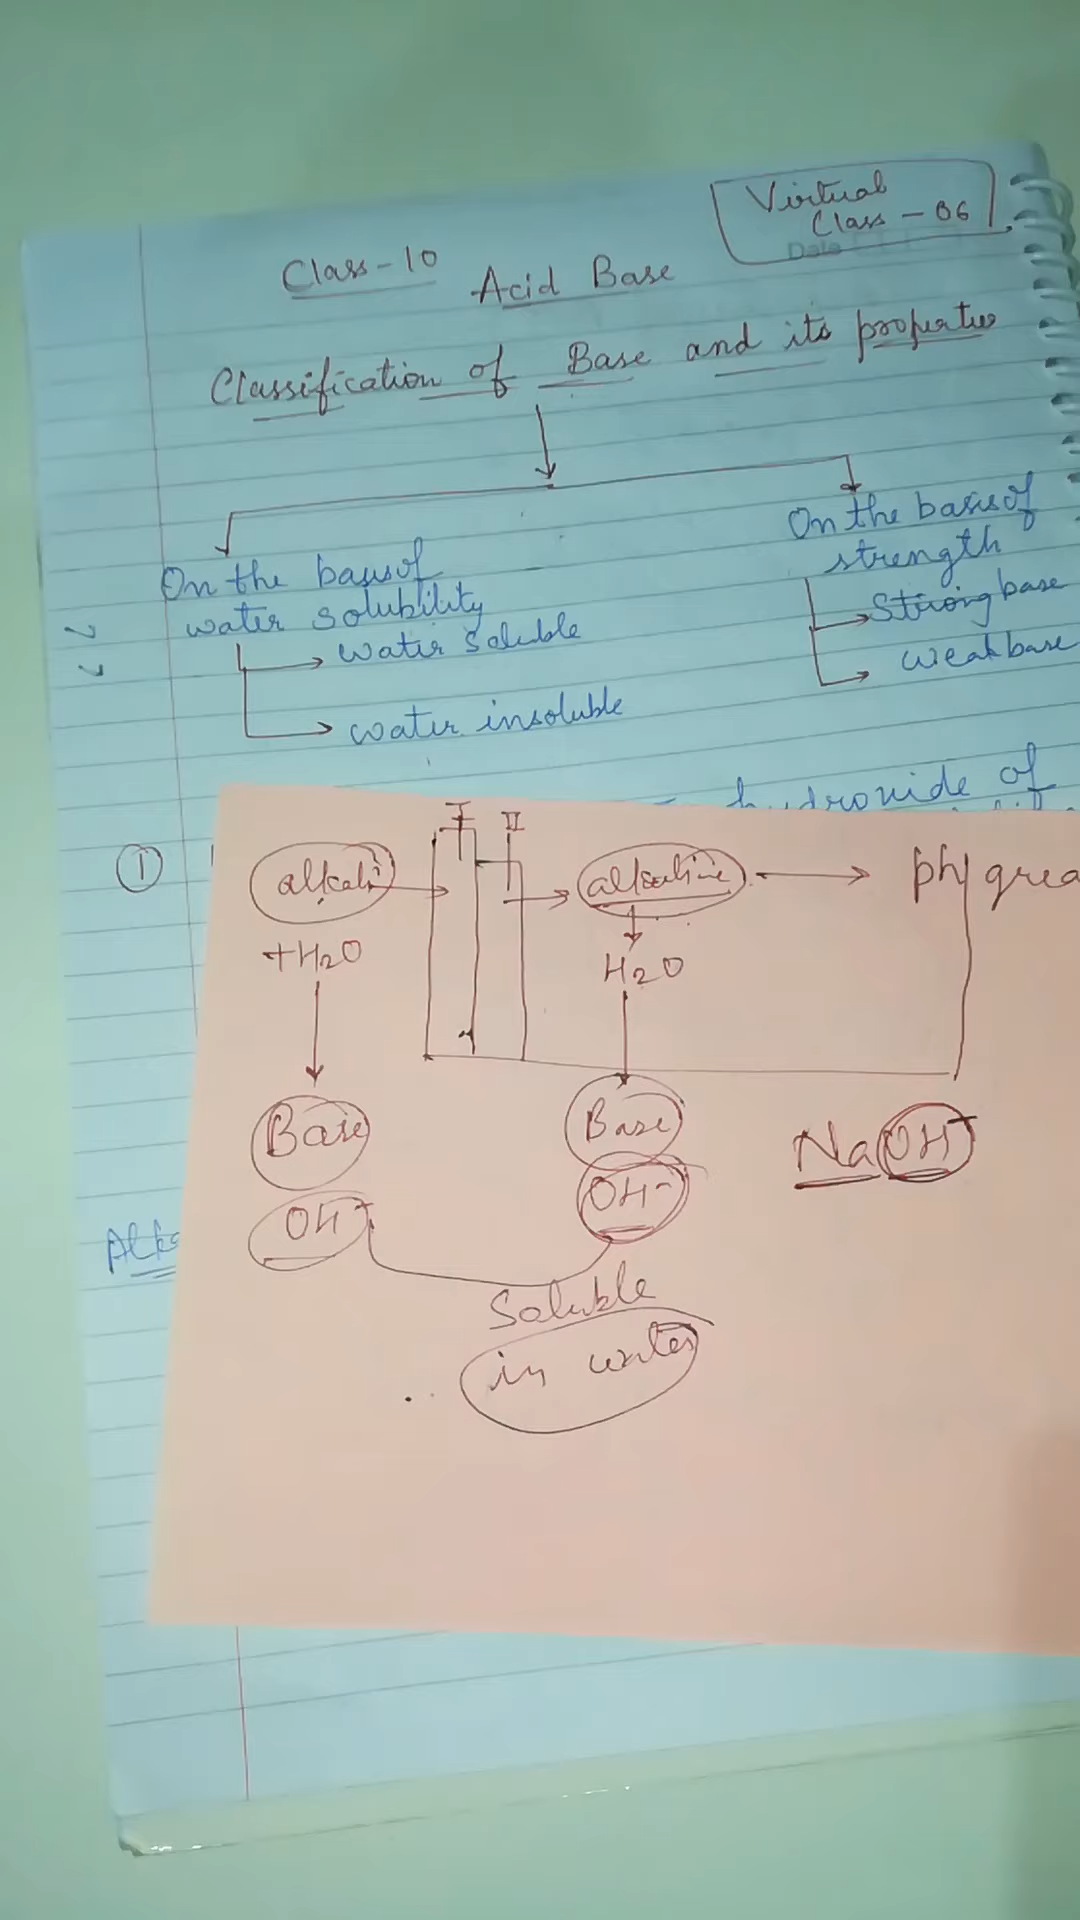 Virtual
Class - 06
Date
Class-10
Acid Base
Classification of Base and its properties
On the basis of
water solubility
water soluble
water insoluble
On the basis of
strength
Strong base
weak base
hydroxide of
①
I II
alkali
alkaline
ph
+H2O
H2O
Base
OH-
Base
OH-
NaOH-
Soluble
in water